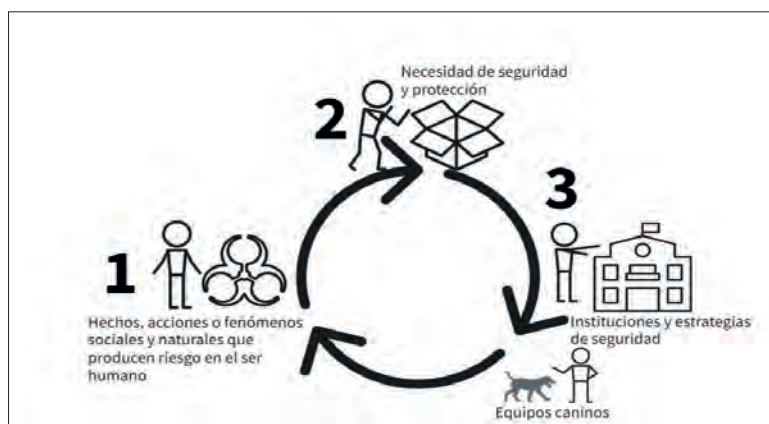 Necesidad de seguridad
y protección
2
3
1
Hechos, acciones o fenómenos
sociales y naturales que
producen riesgo en el ser
humano
Instituciones y estrategias
de seguridad
Equipos caninos